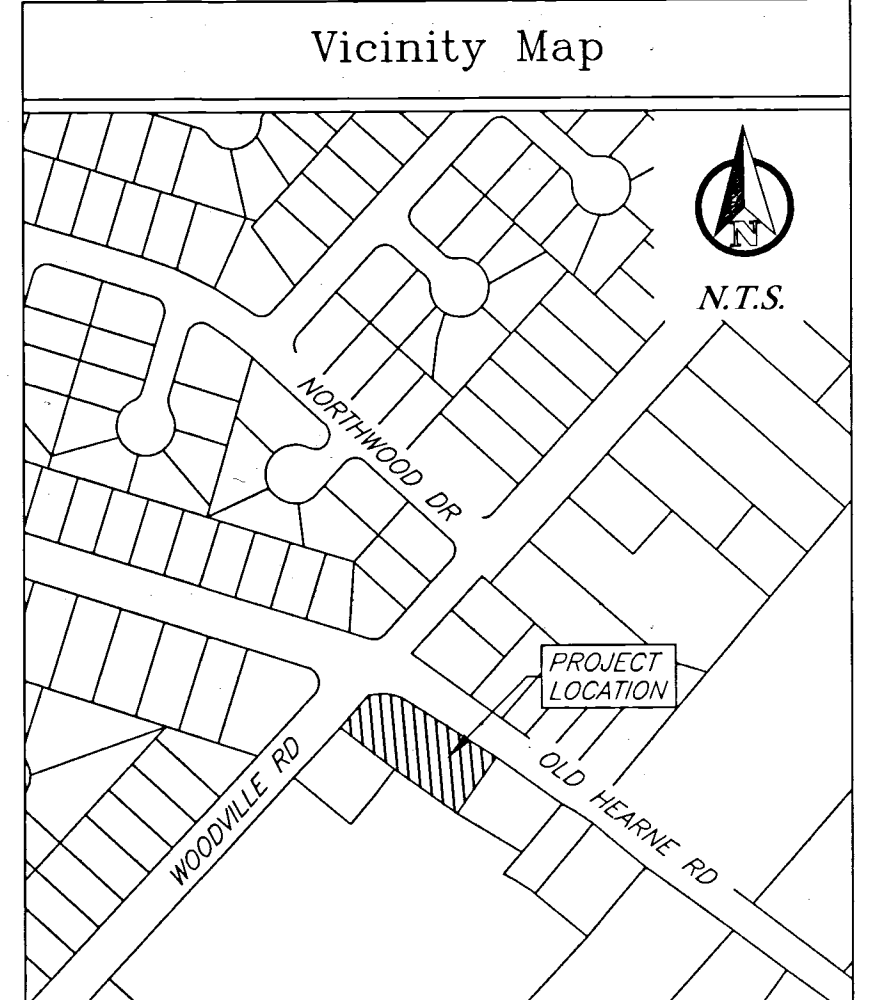 Vicinity Map
N
N.T.S.
NORTHWOOD DR
PROJECT
LOCATION
WOODVILLE RD
OLD HEARNE RD